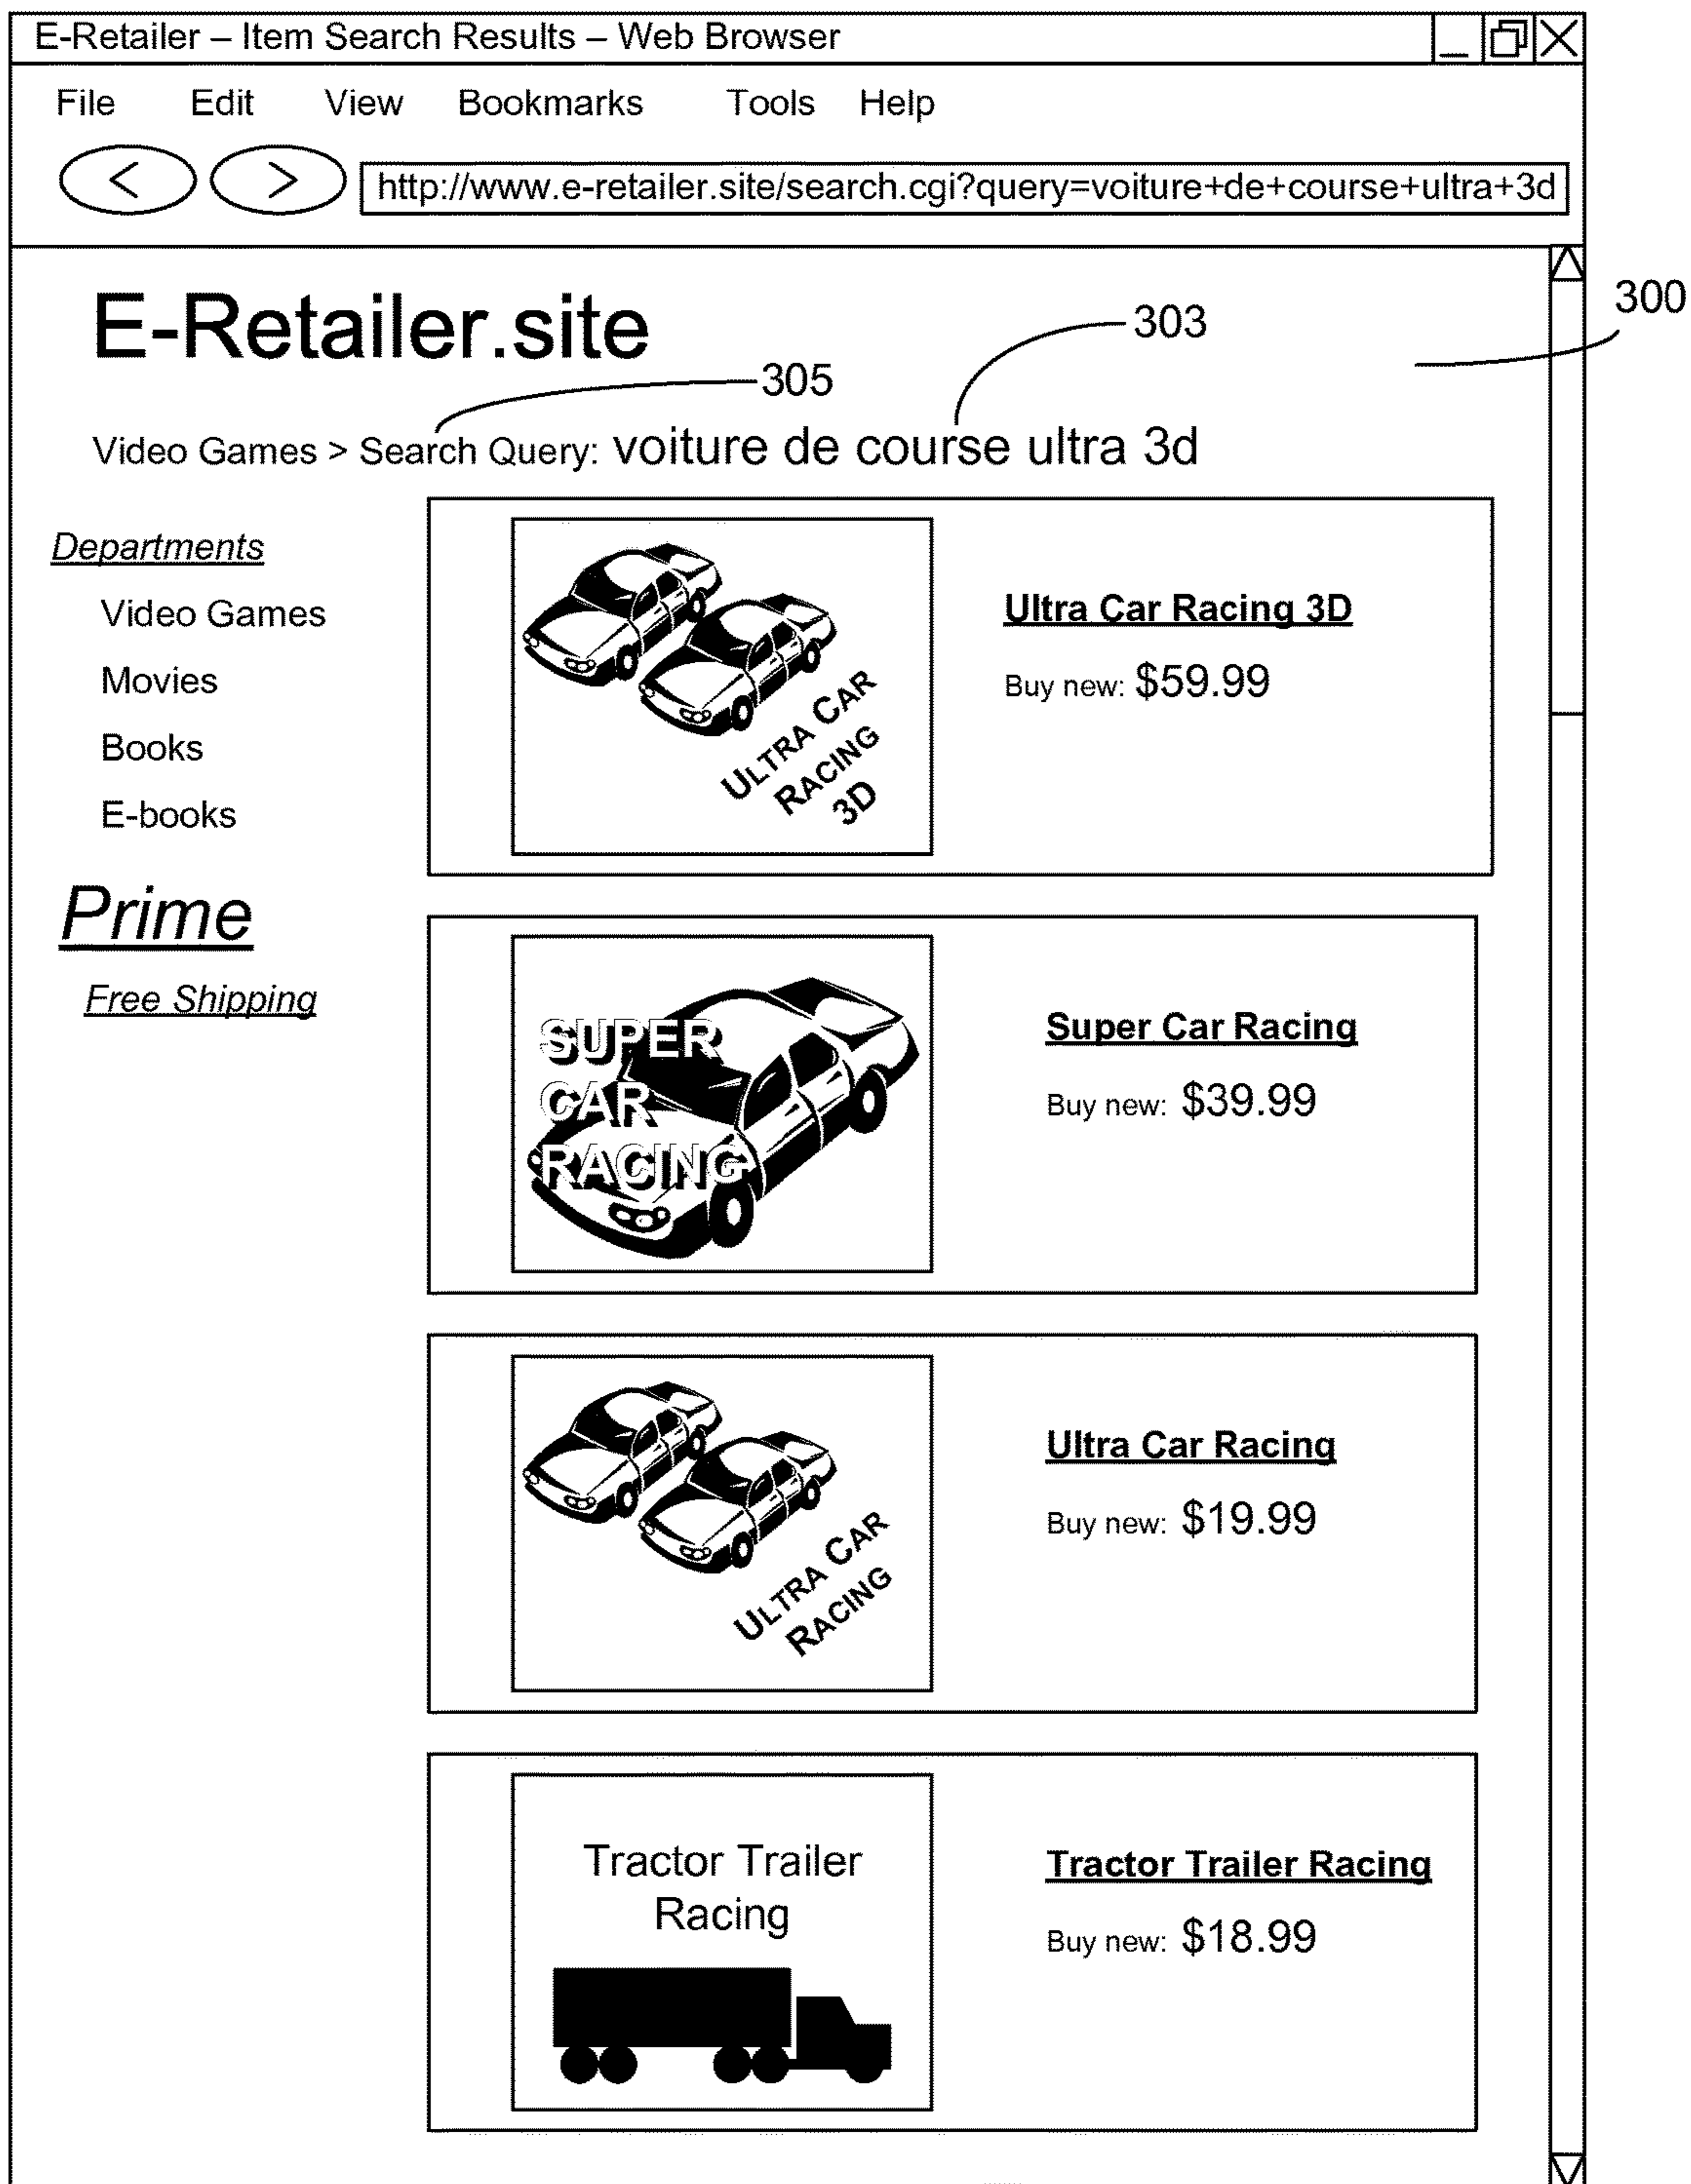 E-Retailer – Item Search Results – Web Browser
File Edit View Bookmarks Tools Help
< > http://www.e-retailer.site/search.cgi?query=voiture+de+course+ultra+3d
E-Retailer.site
300
303
305
Video Games > Search Query: voiture de course ultra 3d
Departments
Video Games
Movies
Books
E-books
Prime
Free Shipping
ULTRA CAR
RACING
3D
Ultra Car Racing 3D
Buy new: $59.99
SUPER
CAR
RACING
Super Car Racing
Buy new: $39.99
ULTRA CAR
RACING
Ultra Car Racing
Buy new: $19.99
Tractor Trailer
Racing
Tractor Trailer Racing
Buy new: $18.99